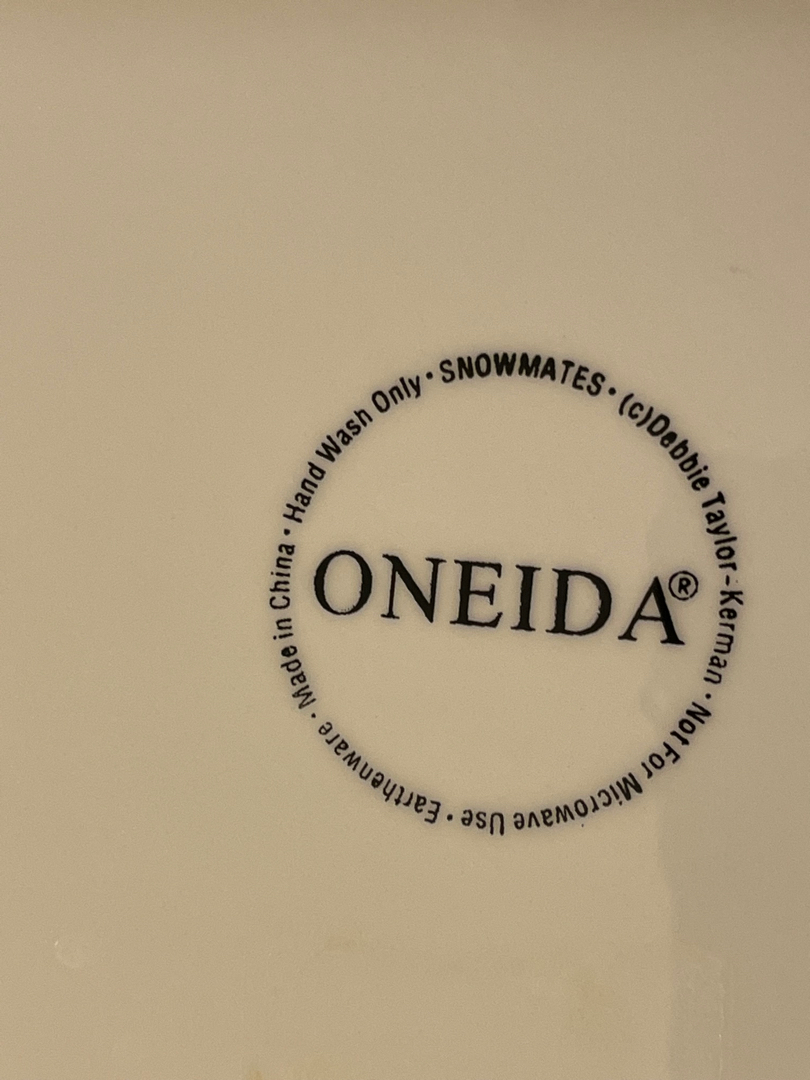 SNOWMATES • (c)Debbie Taylor-Kerman • Not For Microwave Use • Earthenware • Made in China • Hand Wash Only •
ONEIDA®